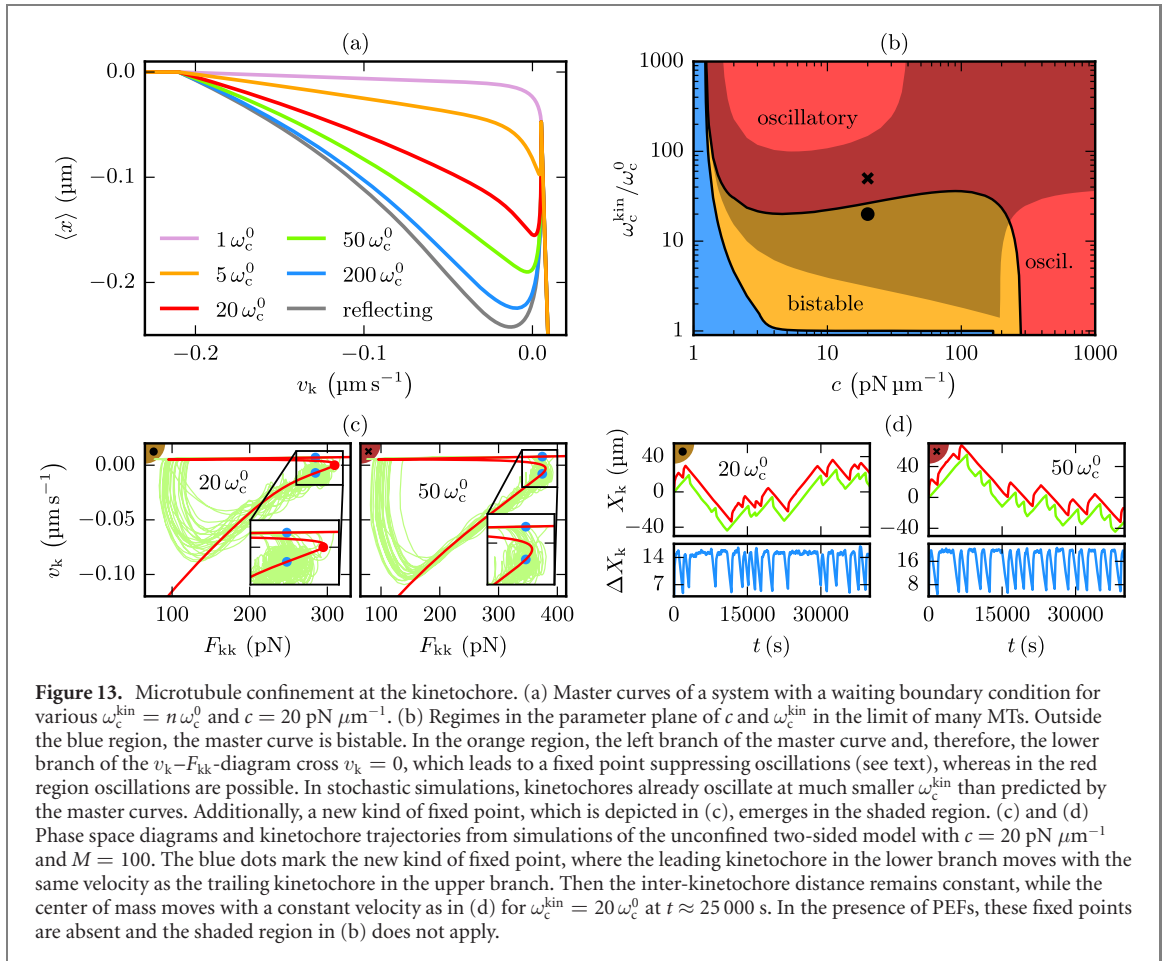 (a)
0.0
−0.1
−0.2
⟨x⟩ (μm)
1 ω_c^0
5 ω_c^0
20 ω_c^0
50 ω_c^0
200 ω_c^0
reflecting
−0.2 −0.1 0.0
v_k (μm s⁻¹)
(b)
1000
100
10
1
ω_c^kin/ω_c^0
oscillatory
bistable
oscil.
1 10 100 1000
c (pN μm⁻¹)
(c)
0.00
−0.05
−0.10
v_k (μm s⁻¹)
20 ω_c^0
50 ω_c^0
100 200 300
100 200 300 400
F_kk (pN)
F_kk (pN)
(d)
X_k (μm)
40
0
−40
20 ω_c^0
40
0
−40
50 ω_c^0
ΔX_k
14
7
16
8
0 15000 30000
0 15000 30000
t (s)
t (s)
Figure 13. Microtubule confinement at the kinetochore. (a) Master curves of a system with a waiting boundary condition for
various ω_c^kin = n ω_c^0 and c = 20 pN μm⁻¹. (b) Regimes in the parameter plane of c and ω_c^kin in the limit of many MTs. Outside
the blue region, the master curve is bistable. In the orange region, the left branch of the master curve and, therefore, the lower
branch of the v_k–F_kk-diagram cross v_k = 0, which leads to a fixed point suppressing oscillations (see text), whereas in the red
region oscillations are possible. In stochastic simulations, kinetochores already oscillate at much smaller ω_c^kin than predicted by
the master curves. Additionally, a new kind of fixed point, which is depicted in (c), emerges in the shaded region. (c) and (d)
Phase space diagrams and kinetochore trajectories from simulations of the unconfined two-sided model with c = 20 pN μm⁻¹
and M = 100. The blue dots mark the new kind of fixed point, where the leading kinetochore in the lower branch moves with the
same velocity as the trailing kinetochore in the upper branch. Then the inter-kinetochore distance remains constant, while the
center of mass moves with a constant velocity as in (d) for ω_c^kin = 20 ω_c^0 at t ≈ 25 000 s. In the presence of PEFs, these fixed points
are absent and the shaded region in (b) does not apply.